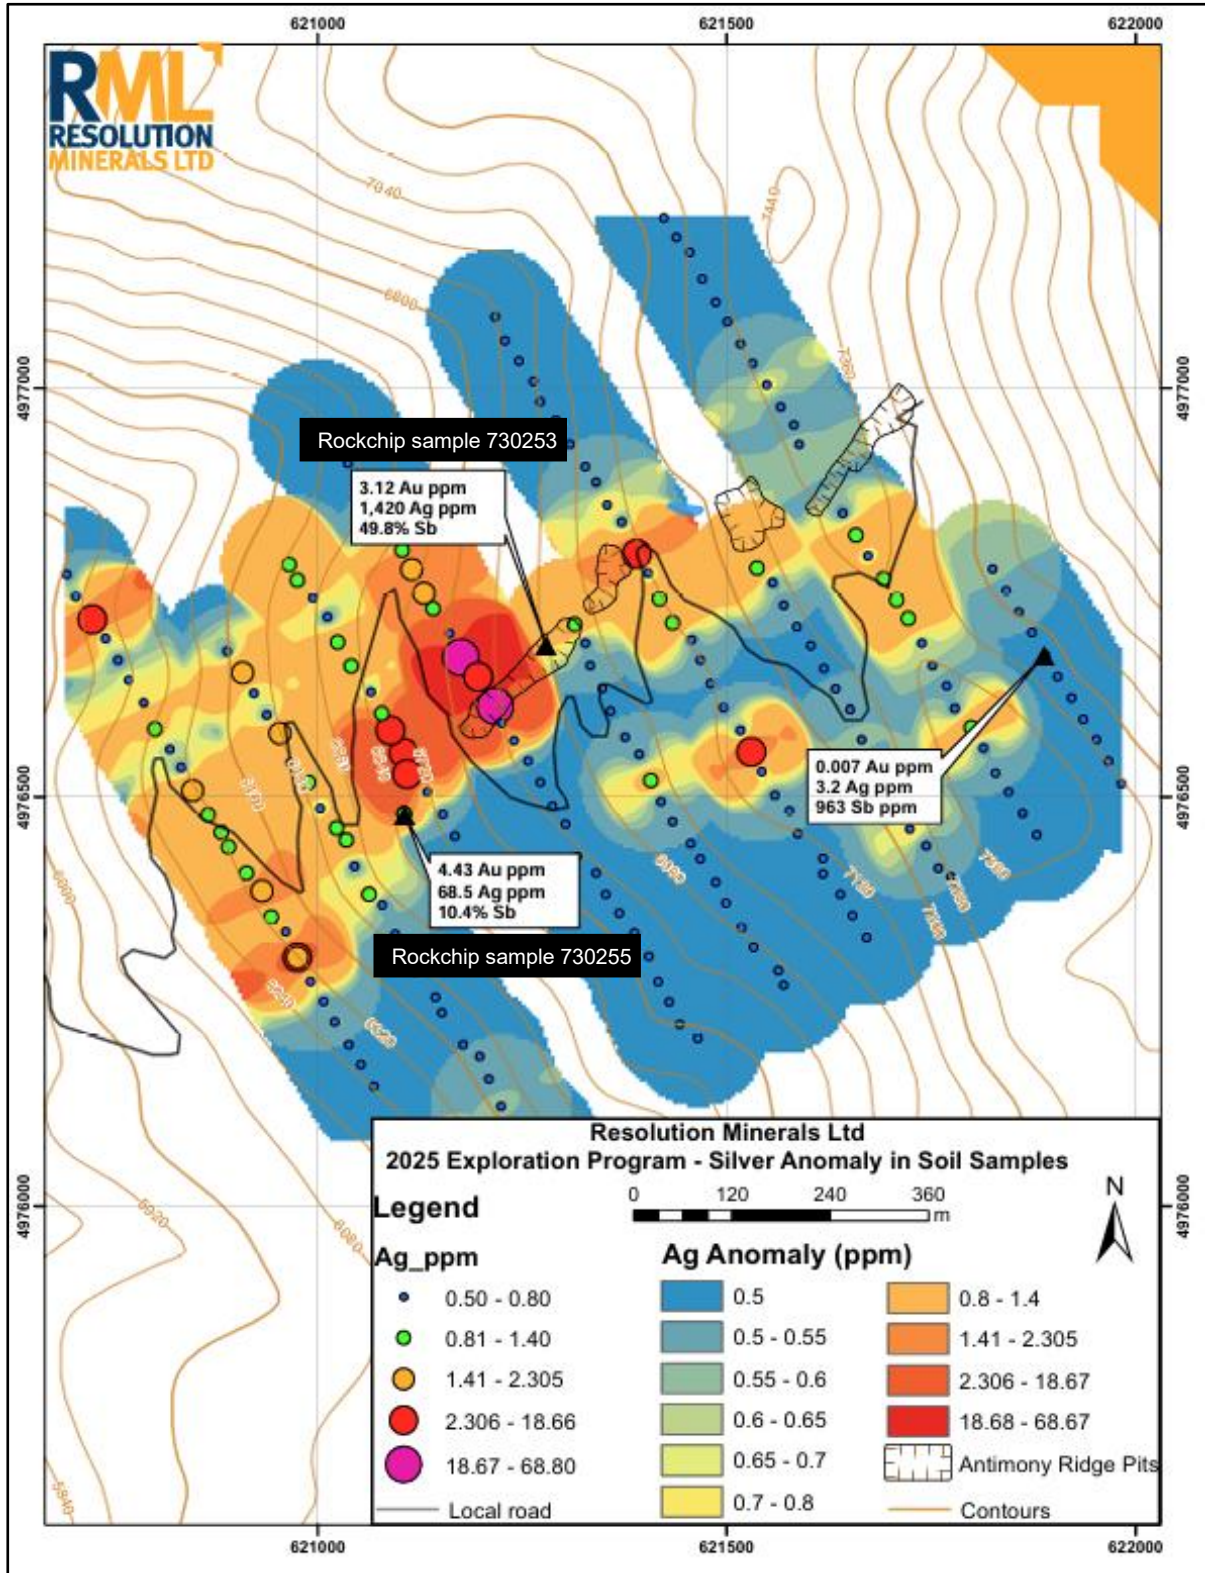 621000
621500
622000
RML
RESOLUTION
MINERALS LTD
7040
7440
6800
7360
4977000
4977000
Rockchip sample 730253
3.12 Au ppm
1,420 Ag ppm
49.8% Sb
0.007 Au ppm
3.2 Ag ppm
963 Sb ppm
4976500
4976500
4.43 Au ppm
68.5 Ag ppm
10.4% Sb
7120
Rockchip sample 730255
6000
Resolution Minerals Ltd
2025 Exploration Program - Silver Anomaly in Soil Samples
Legend
0 120 240 360
m
N
4976000
4976000
5920
6080
5840
Ag_ppm
0.50 - 0.80
0.81 - 1.40
1.41 - 2.305
2.306 - 18.66
18.67 - 68.80
Local road
Ag Anomaly (ppm)
0.5
0.5 - 0.55
0.55 - 0.6
0.6 - 0.65
0.65 - 0.7
0.7 - 0.8
0.8 - 1.4
1.41 - 2.305
2.306 - 18.67
18.68 - 68.67
Antimony Ridge Pits
Contours
621000
621500
622000